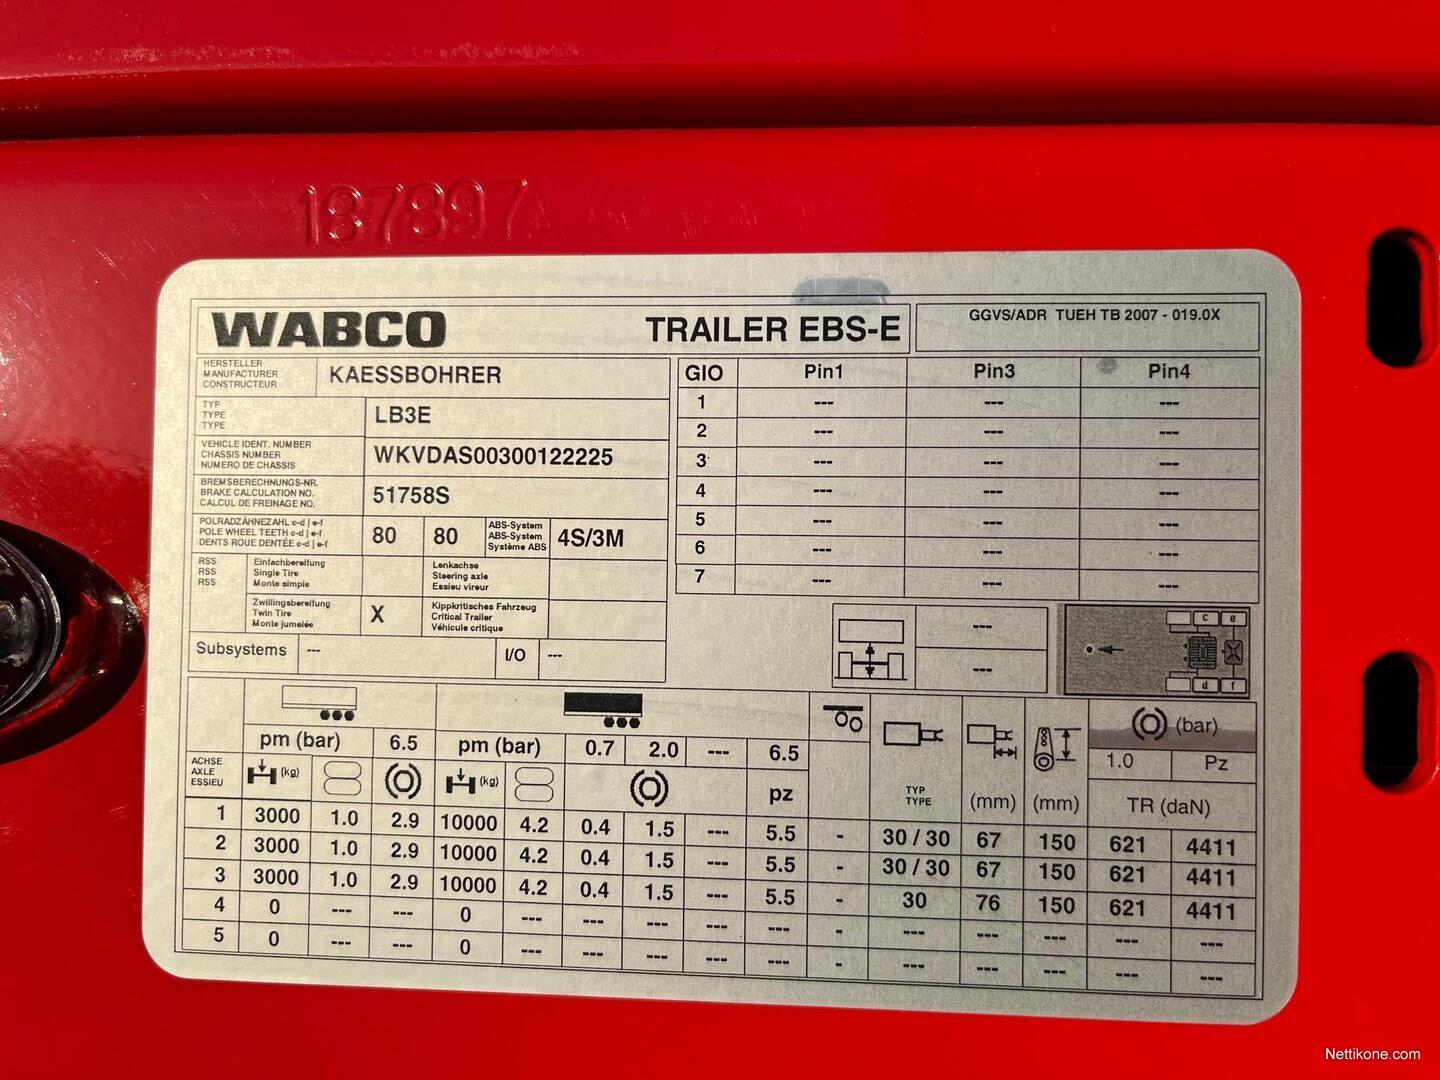 187897
WABCO TRAILER EBS-E GGVS/ADR TUEH TB 2007 - 019.0X
HERSTELLER
MANUFACTURER
CONSTRUCTEUR
KAESSBOHRER
TYP
TYPE
TYPE
LB3E
VEHICLE IDENT. NUMBER
CHASSIS NUMBER
NUMERO DE CHASSIS
WKVDAS00300122225
BREMSBERECHNUNGS-NR.
BRAKE CALCULATION NO.
CALCUL DE FREINAGE NO.
51758S
POLRADZÄHNEZAHL c-d | e-f
POLE WHEEL TEETH c-d | e-f
DENTS ROUE DENTÉE c-d | e-f
80 80
ABS-System
ABS-System
Système ABS
4S/3M
RSS
RSS
RSS
Einfachbereifung
Single Tire
Monte simple
Lenkachse
Steering axle
Essieu vireur
Zwillingsbereifung
Twin Tire
Monte jumelée
X
Kippkritisches Fahrzeug
Critical Trailer
Véhicule critique
Subsystems --- I/O ---
GIO Pin1 Pin3 Pin4
1 --- --- ---
2 --- --- ---
3 --- --- ---
4 --- --- ---
5 --- --- ---
6 --- --- ---
7 --- --- ---
---
---
c e
d f
pm (bar) 6.5 pm (bar) 0.7 2.0 --- 6.5
(bar)
1.0 Pz
ACHSE
AXLE
ESSIEU
(kg) (kg) pz
TYP
TYPE
(mm) (mm) TR (daN)
1 3000 1.0 2.9 10000 4.2 0.4 1.5 --- 5.5 - 30 / 30 67 150 621 4411
2 3000 1.0 2.9 10000 4.2 0.4 1.5 --- 5.5 - 30 / 30 67 150 621 4411
3 3000 1.0 2.9 10000 4.2 0.4 1.5 --- 5.5 - 30 76 150 621 4411
4 0 --- --- 0 --- --- --- --- --- - --- --- --- --- ---
5 0 --- --- 0 --- --- --- --- --- - --- --- --- --- ---
Nettikone.com